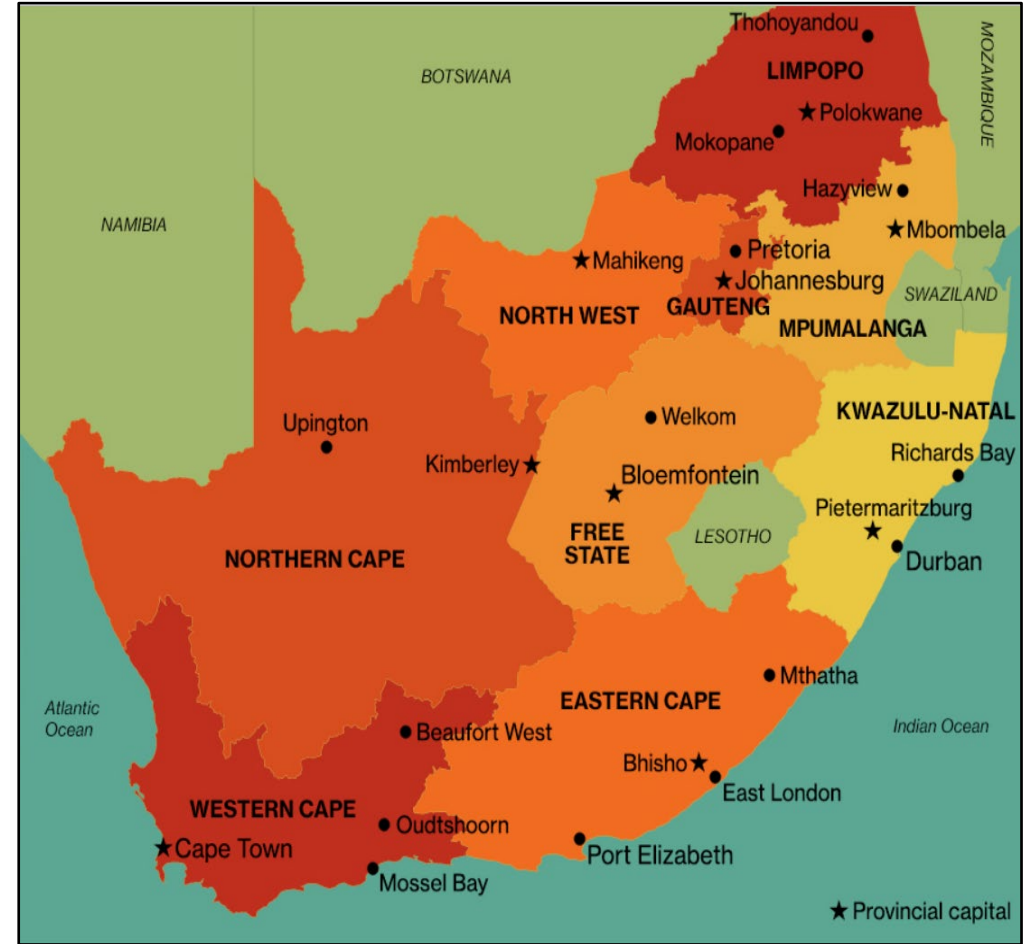 Thohoyandou
MOZAMBIQUE
BOTSWANA
LIMPOPO
Polokwane
Mokopane
Hazyview
NAMIBIA
Mbombela
Pretoria
Mahikeng
Johannesburg
SWAZILAND
GAUTENG
NORTH WEST
MPUMALANGA
KWAZULU-NATAL
Welkom
Upington
Richards Bay
Kimberley
Bloemfontein
Pietermaritzburg
FREE
STATE
LESOTHO
NORTHERN CAPE
Durban
Mthatha
EASTERN CAPE
Atlantic
Ocean
Indian Ocean
Beaufort West
Bhisho
East London
WESTERN CAPE
Oudtshoorn
Cape Town
Port Elizabeth
Mossel Bay
Provincial capital